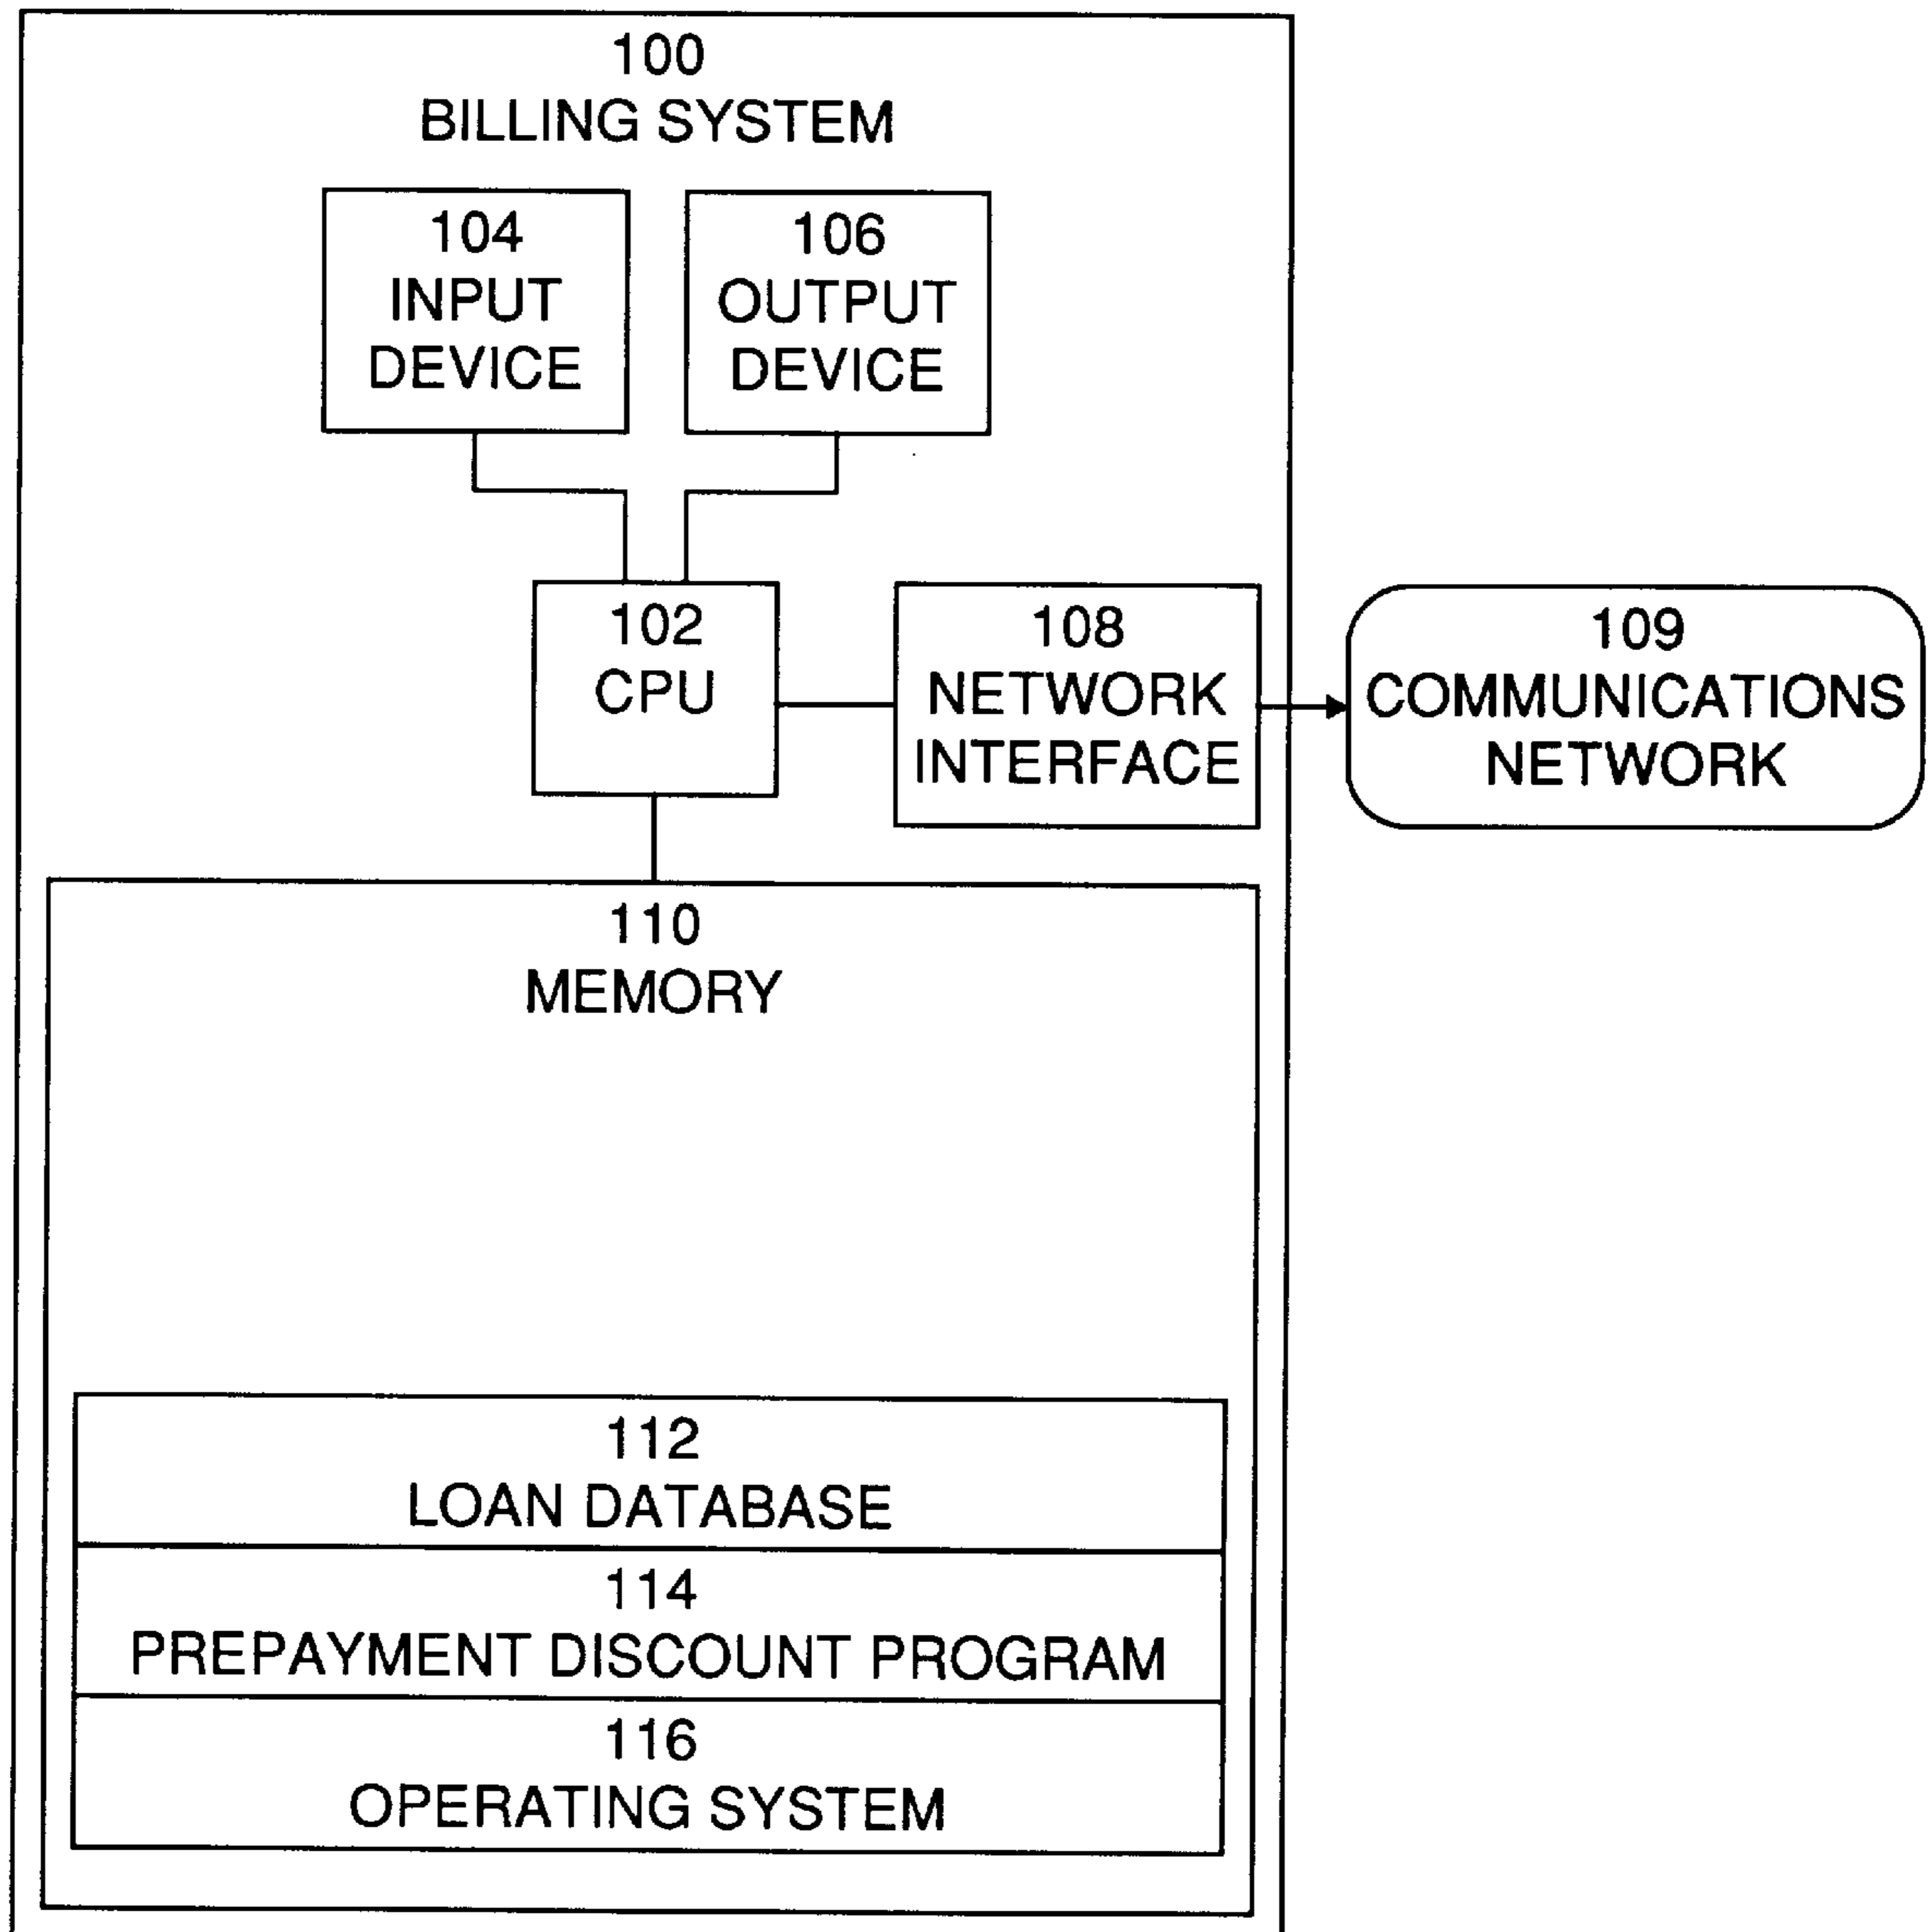 100
BILLING SYSTEM
104
INPUT
DEVICE
106
OUTPUT
DEVICE
102
CPU
108
NETWORK
INTERFACE
109
COMMUNICATIONS
NETWORK
110
MEMORY
112
LOAN DATABASE
114
PREPAYMENT DISCOUNT PROGRAM
116
OPERATING SYSTEM